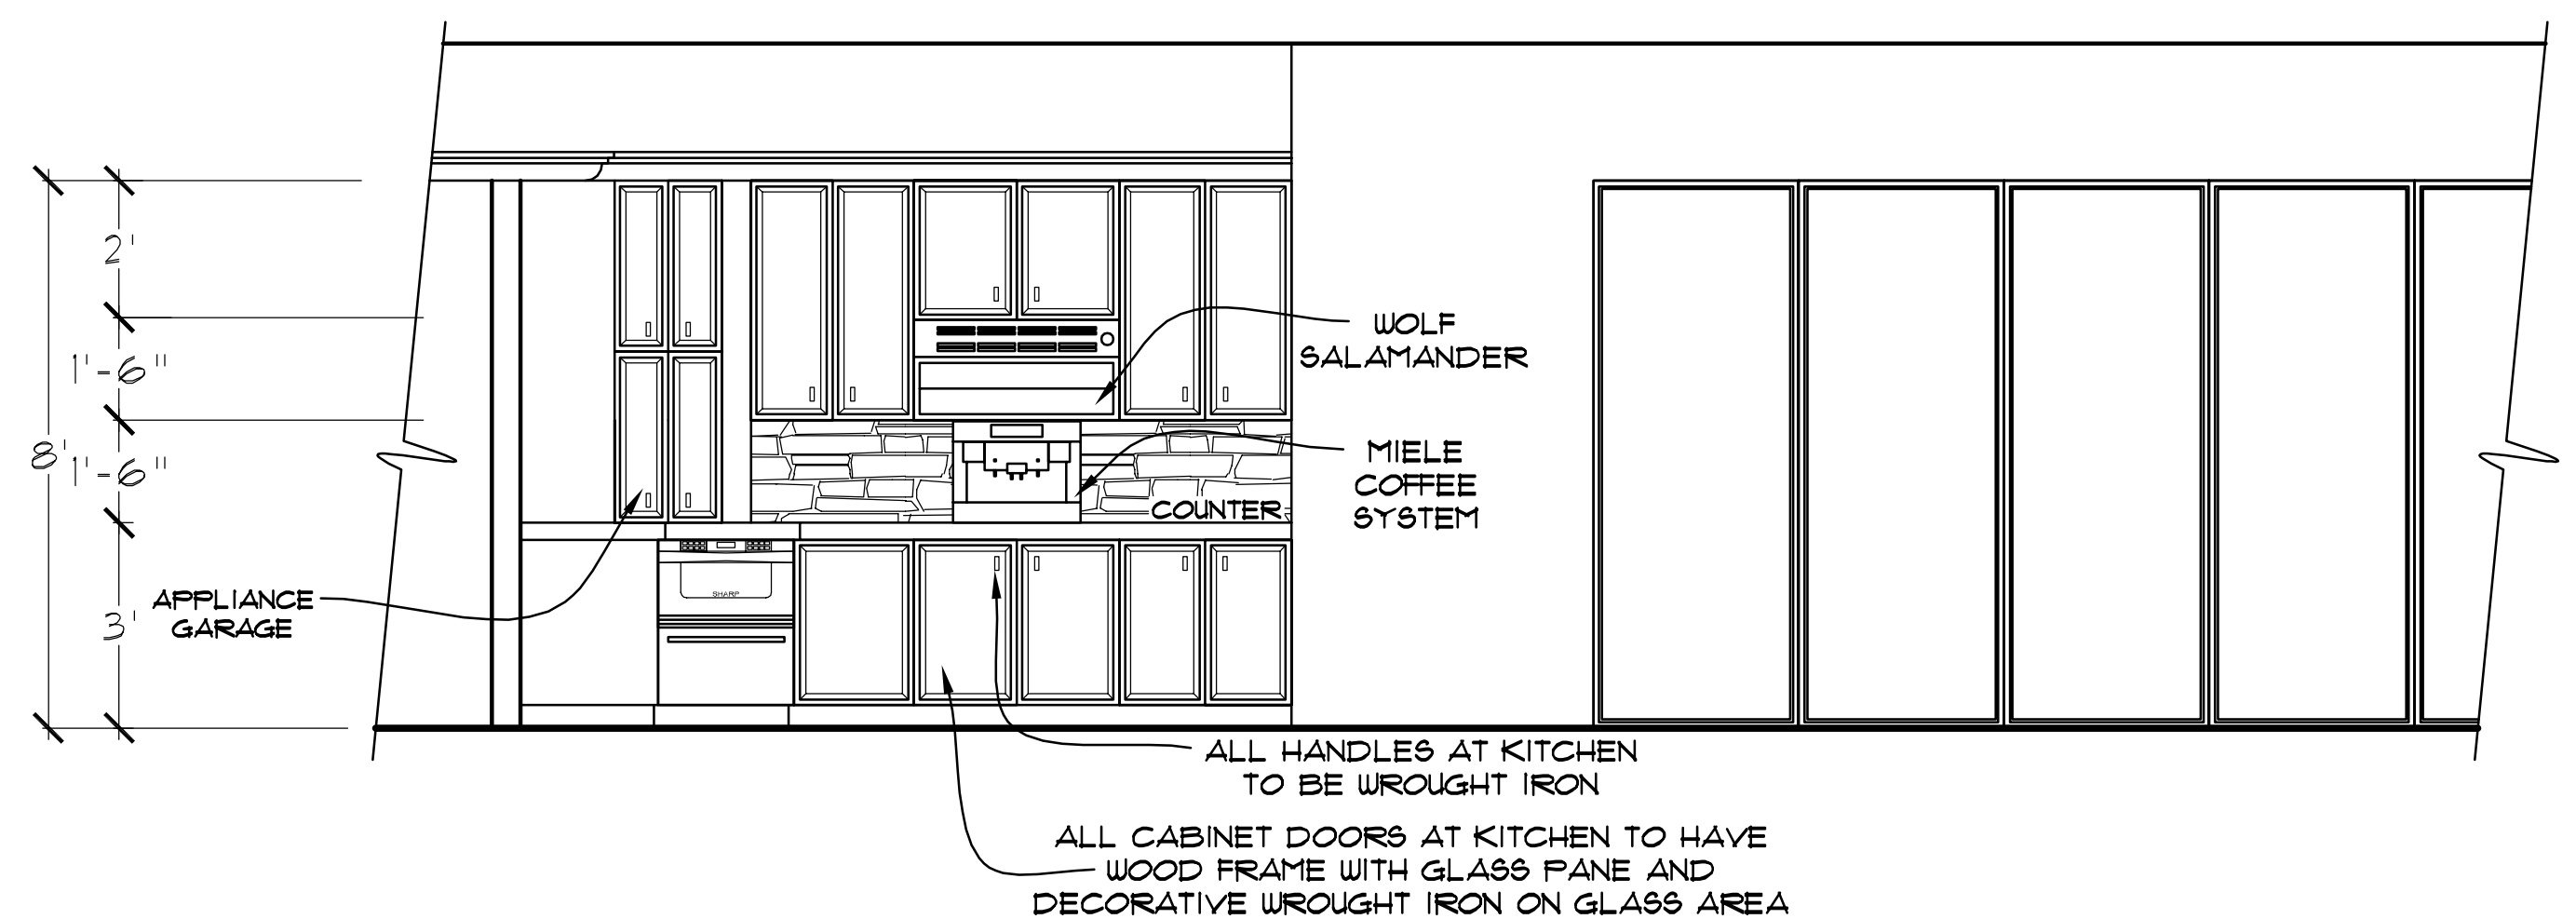 2'
1'-6"
8'
1'-6"
3'
WOLF
SALAMANDER
MIELE
COFFEE
SYSTEM
COUNTER
SHARP
APPLIANCE
GARAGE
ALL HANDLES AT KITCHEN
TO BE WROUGHT IRON
ALL CABINET DOORS AT KITCHEN TO HAVE
WOOD FRAME WITH GLASS PANE AND
DECORATIVE WROUGHT IRON ON GLASS AREA